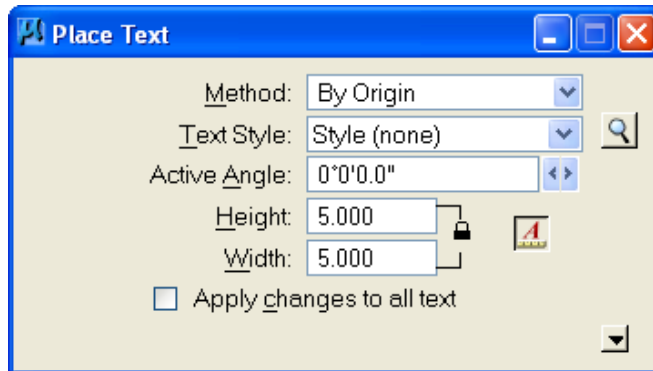 Place Text
Method: By Origin
Text Style: Style (none)
Active Angle: 0°0'0.0"
Height: 5.000
Width: 5.000
A
Apply changes to all text